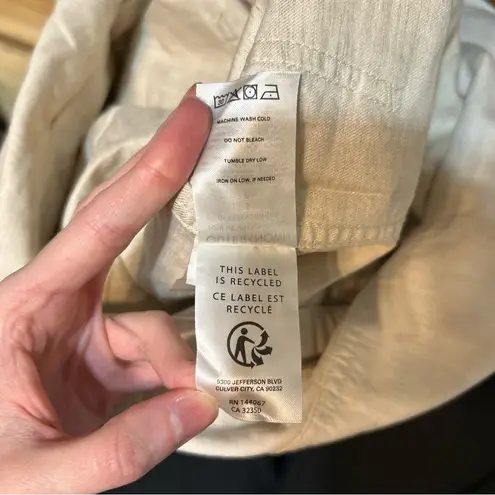 MACHINE WASH COLD
DO NOT BLEACH
TUMBLE DRY LOW
IRON ON LOW, IF NEEDED
THIS LABEL
IS RECYCLED
CE LABEL EST
RECYCLÉ
9300 JEFFERSON BLVD
CULVER CITY, CA 90232
RN 144067
CA 32350